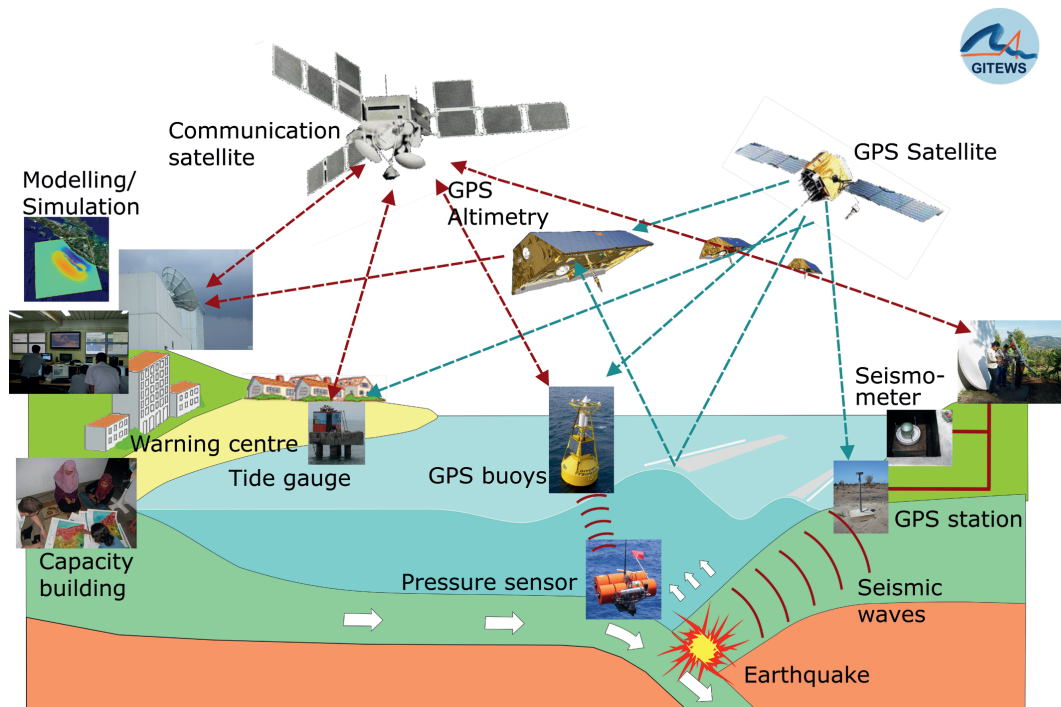 GITEWS
Communication
satellite
GPS Satellite
Modelling/
Simulation
GPS
Altimetry
Seismo-
meter
Warning centre
Tide gauge
GPS buoys
GPS station
Capacity
building
Pressure sensor
Seismic
waves
Earthquake